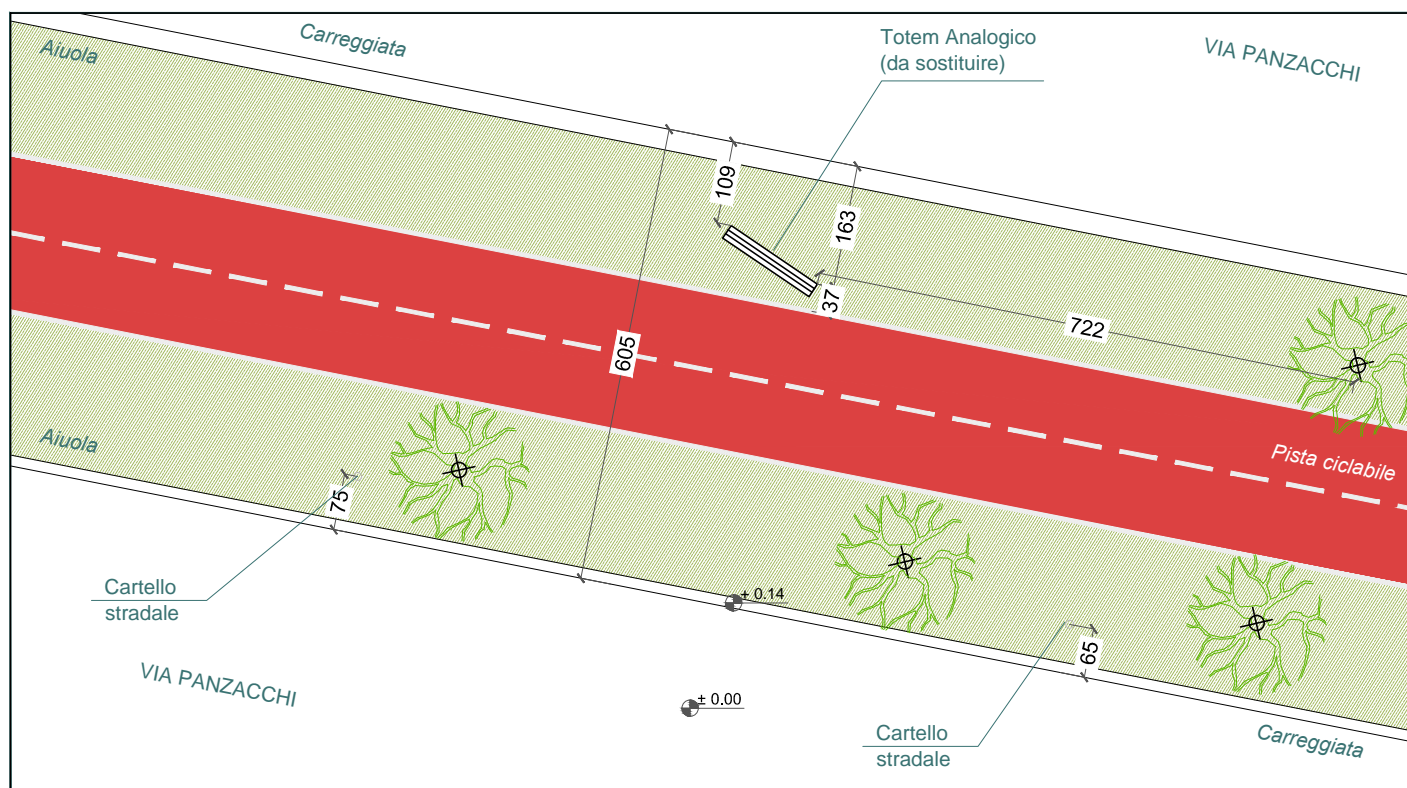 Carreggiata
Totem Analogico
(da sostituire)
VIA PANZACCHI
Aiuola
109
163
37
722
605
Aiuola
Pista ciclabile
75
Cartello
stradale
+ 0.14
65
VIA PANZACCHI
± 0.00
Cartello
stradale
Carreggiata